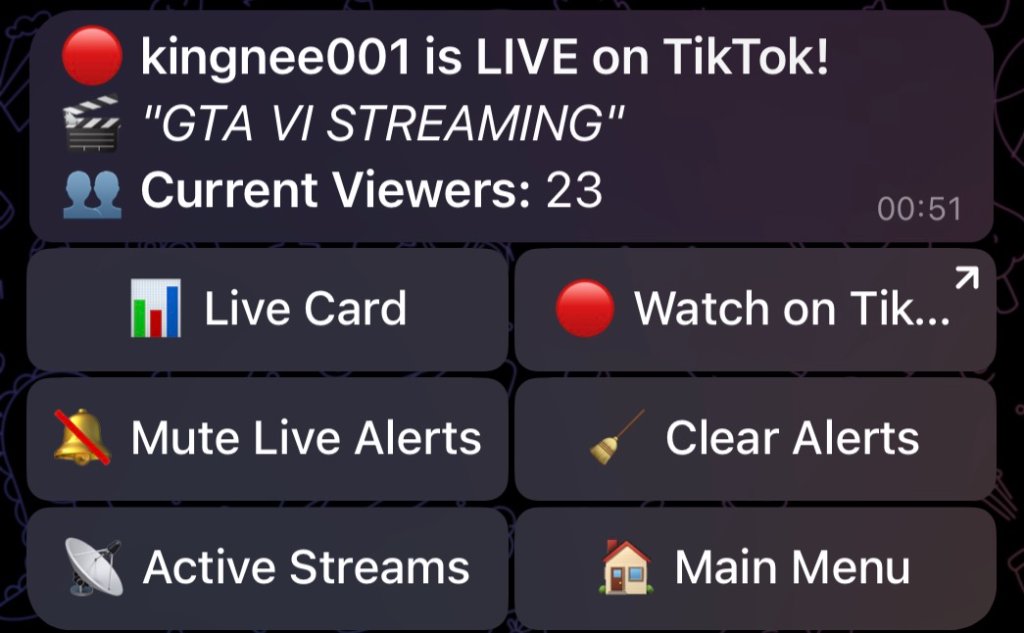 kingnee001 is LIVE on TikTok!
"GTA VI STREAMING"
Current Viewers: 23
00:51
Live Card
Watch on Tik...
Mute Live Alerts
Clear Alerts
Active Streams
Main Menu